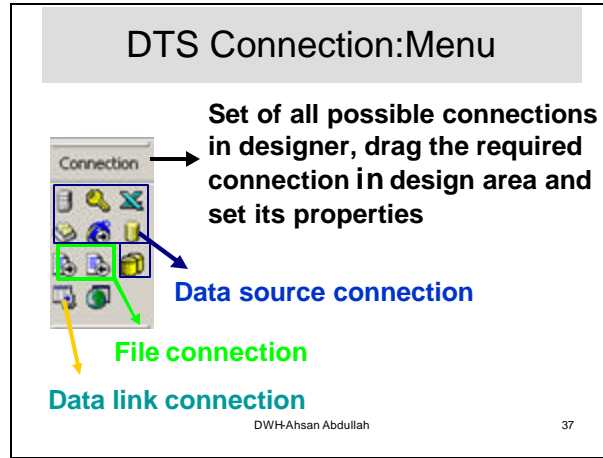 DTS Connection:Menu
Set of all possible connections
in designer, drag the required
connection in design area and
set its properties
Connection
Data source connection
File connection
Data link connection
DWH-Ahsan Abdullah
37